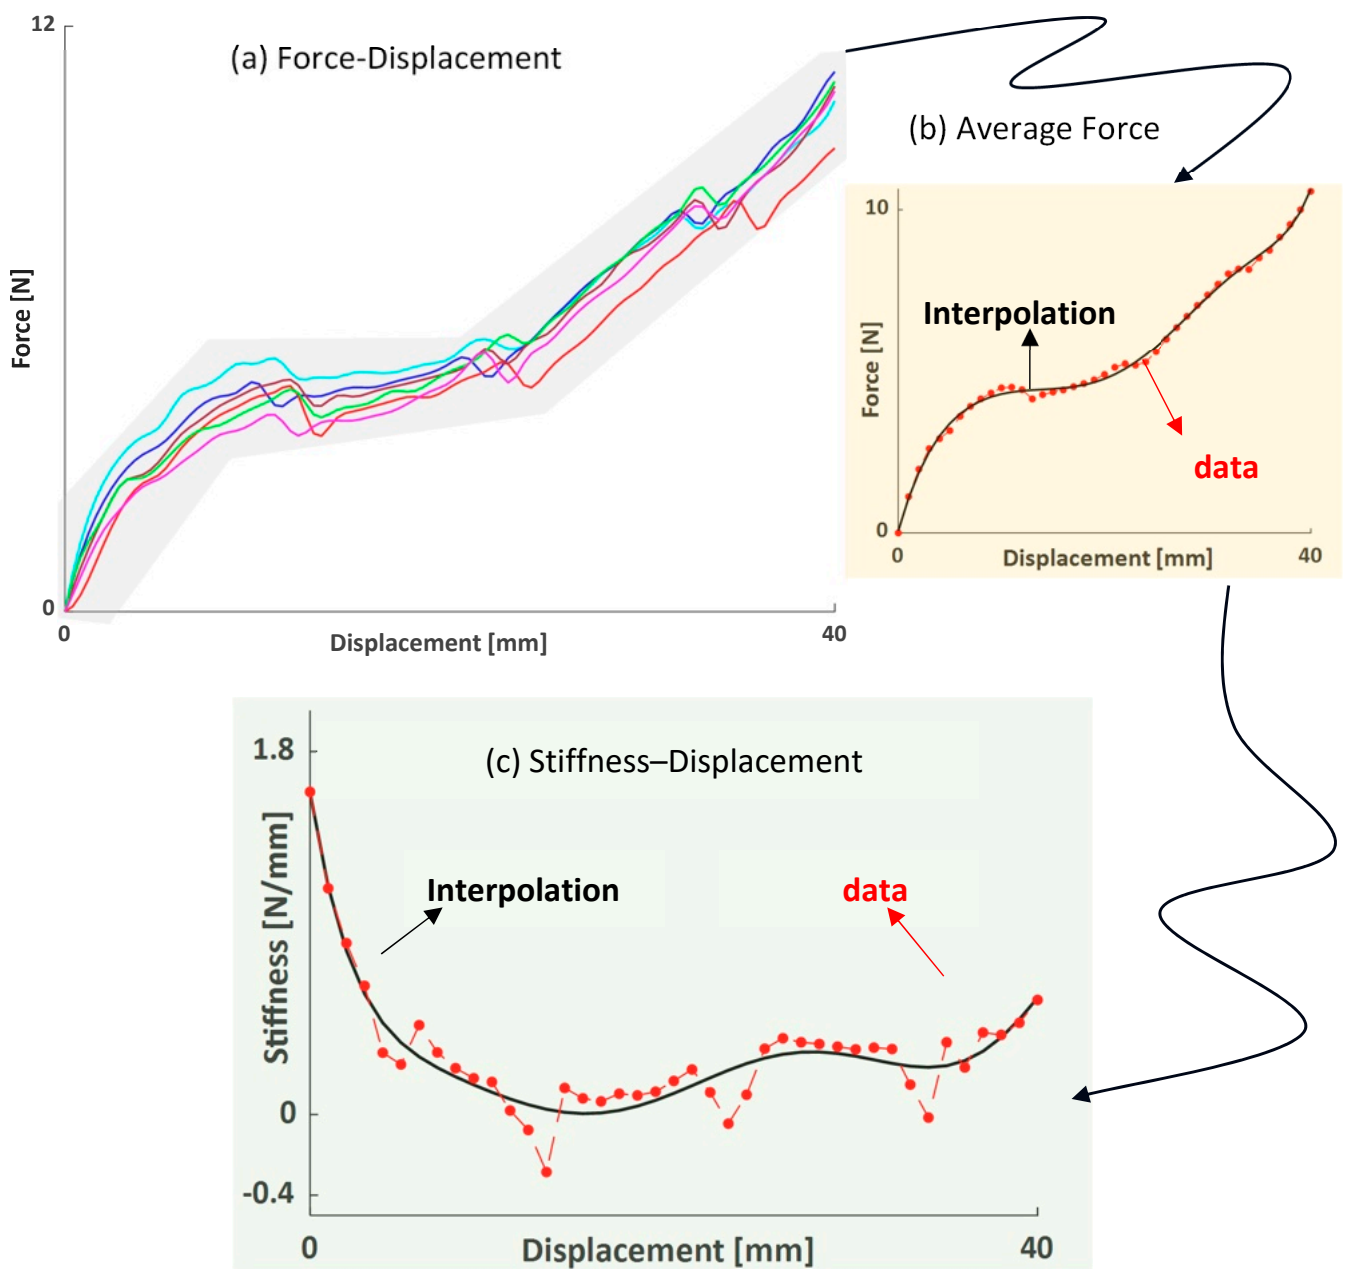 12
(a) Force-Displacement
Force [N]
0
0
Displacement [mm]
40
(b) Average Force
10
Interpolation
Force [N]
data
0
0
Displacement [mm]
40
1.8
(c) Stiffness–Displacement
Stiffness [N/mm]
Interpolation
data
0
-0.4
0
Displacement [mm]
40